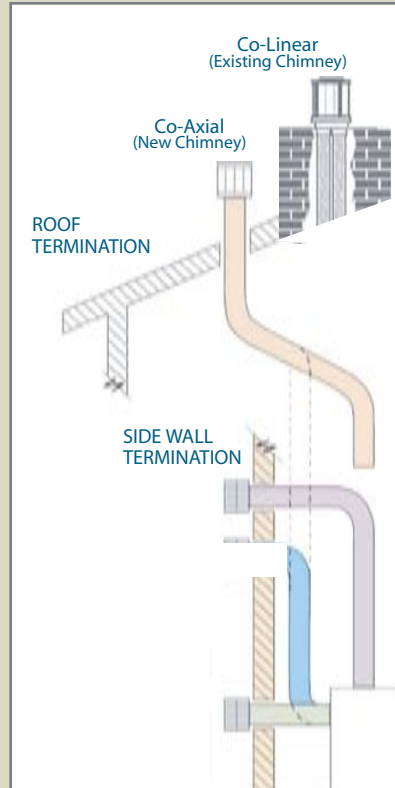 Co-Linear
(Existing Chimney)
Co-Axial
(New Chimney)
ROOF
TERMINATION
SIDE WALL
TERMINATION